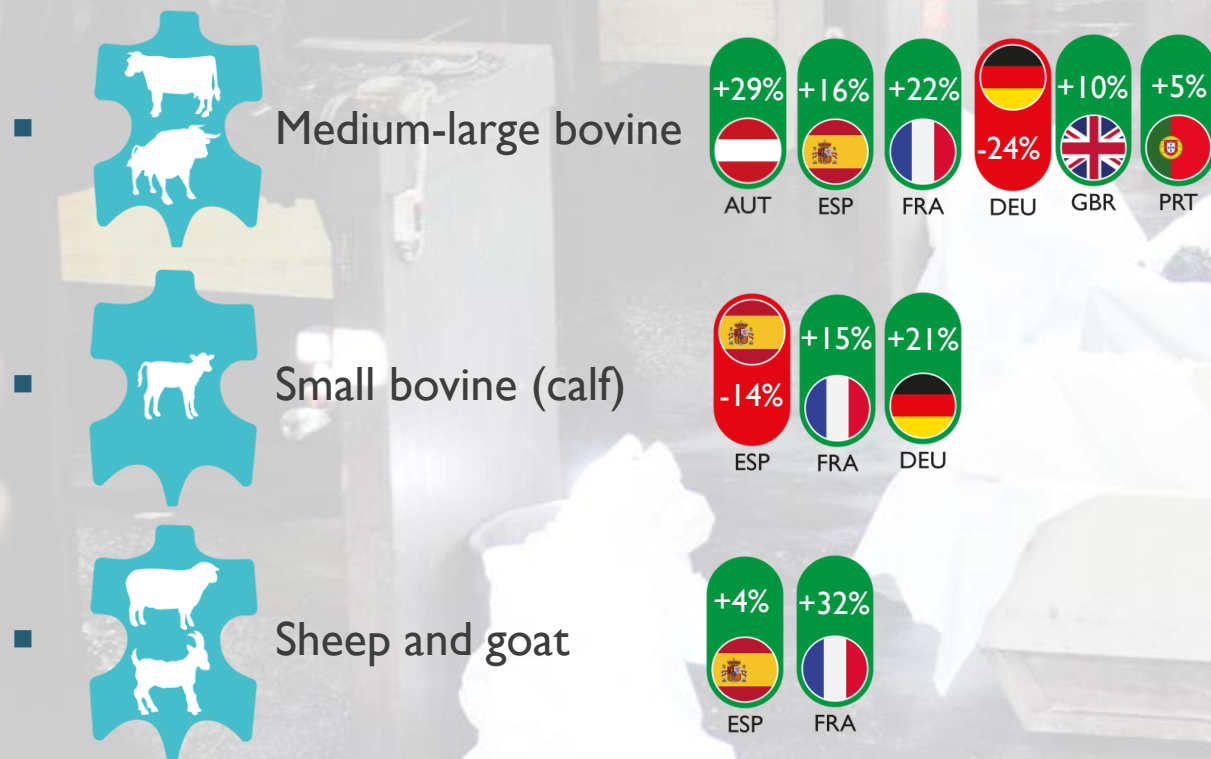 Medium-large bovine
+29% +16% +22% -24% +10% +5%
AUT ESP FRA DEU GBR PRT
Small bovine (calf)
-14% +15% +21%
ESP FRA DEU
Sheep and goat
+4% +32%
ESP FRA